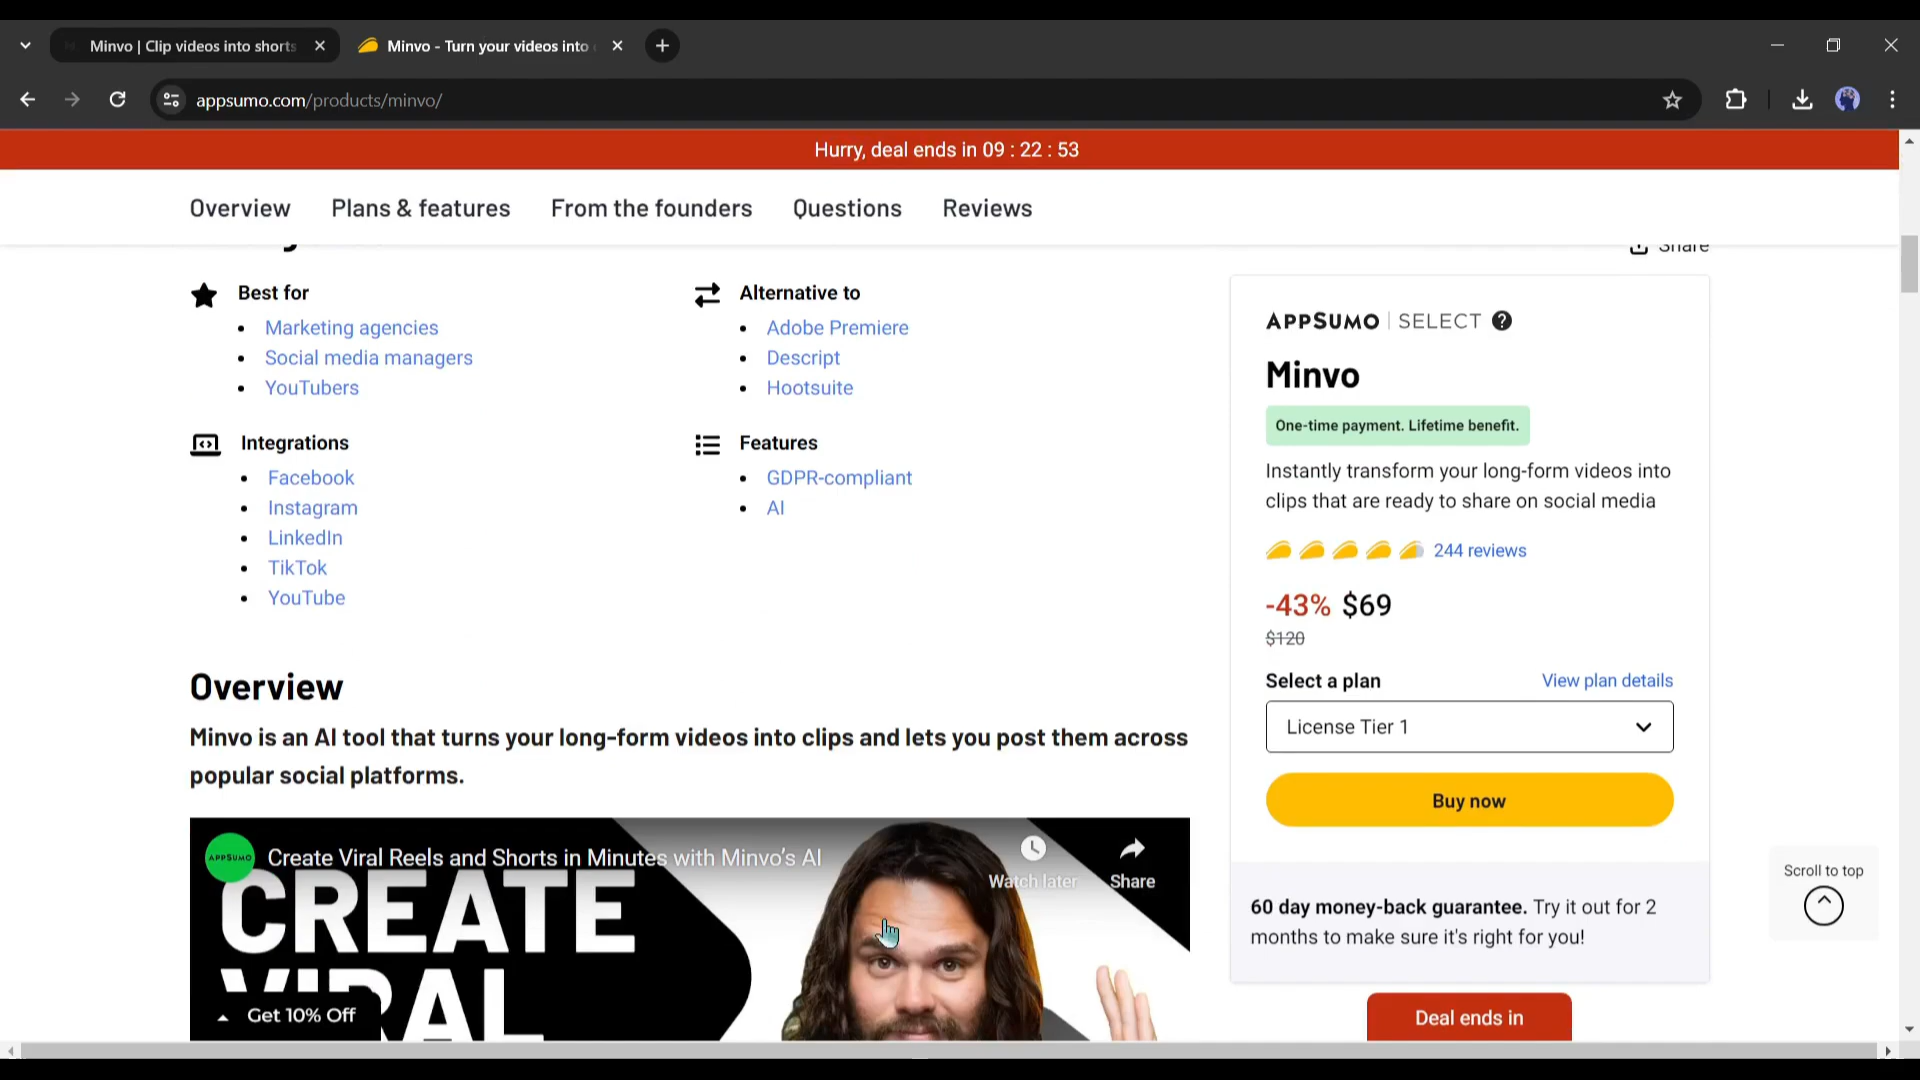 Minvo | Clip videos into shorts
Minvo - Turn your videos into
appsumo.com/products/minvo/
Hurry, deal ends in 09 : 22 : 53
Overview
Plans & features
From the founders
Questions
Reviews
Share
Best for
Marketing agencies
Social media managers
YouTubers
Alternative to
Adobe Premiere
Descript
Hootsuite
Integrations
Facebook
Instagram
LinkedIn
TikTok
YouTube
Features
GDPR-compliant
AI
Overview
Minvo is an AI tool that turns your long-form videos into clips and lets you post them across
popular social platforms.
APPSUMO
Create Viral Reels and Shorts in Minutes with Minvo’s AI
Watch later
Share
CREATE
VIRAL
Get 10% Off
APPSUMO | SELECT ?
Minvo
One-time payment. Lifetime benefit.
Instantly transform your long-form videos into
clips that are ready to share on social media
244 reviews
-43% $69
$120
Select a plan
View plan details
License Tier 1
Buy now
60 day money-back guarantee. Try it out for 2
months to make sure it's right for you!
Deal ends in
Scroll to top